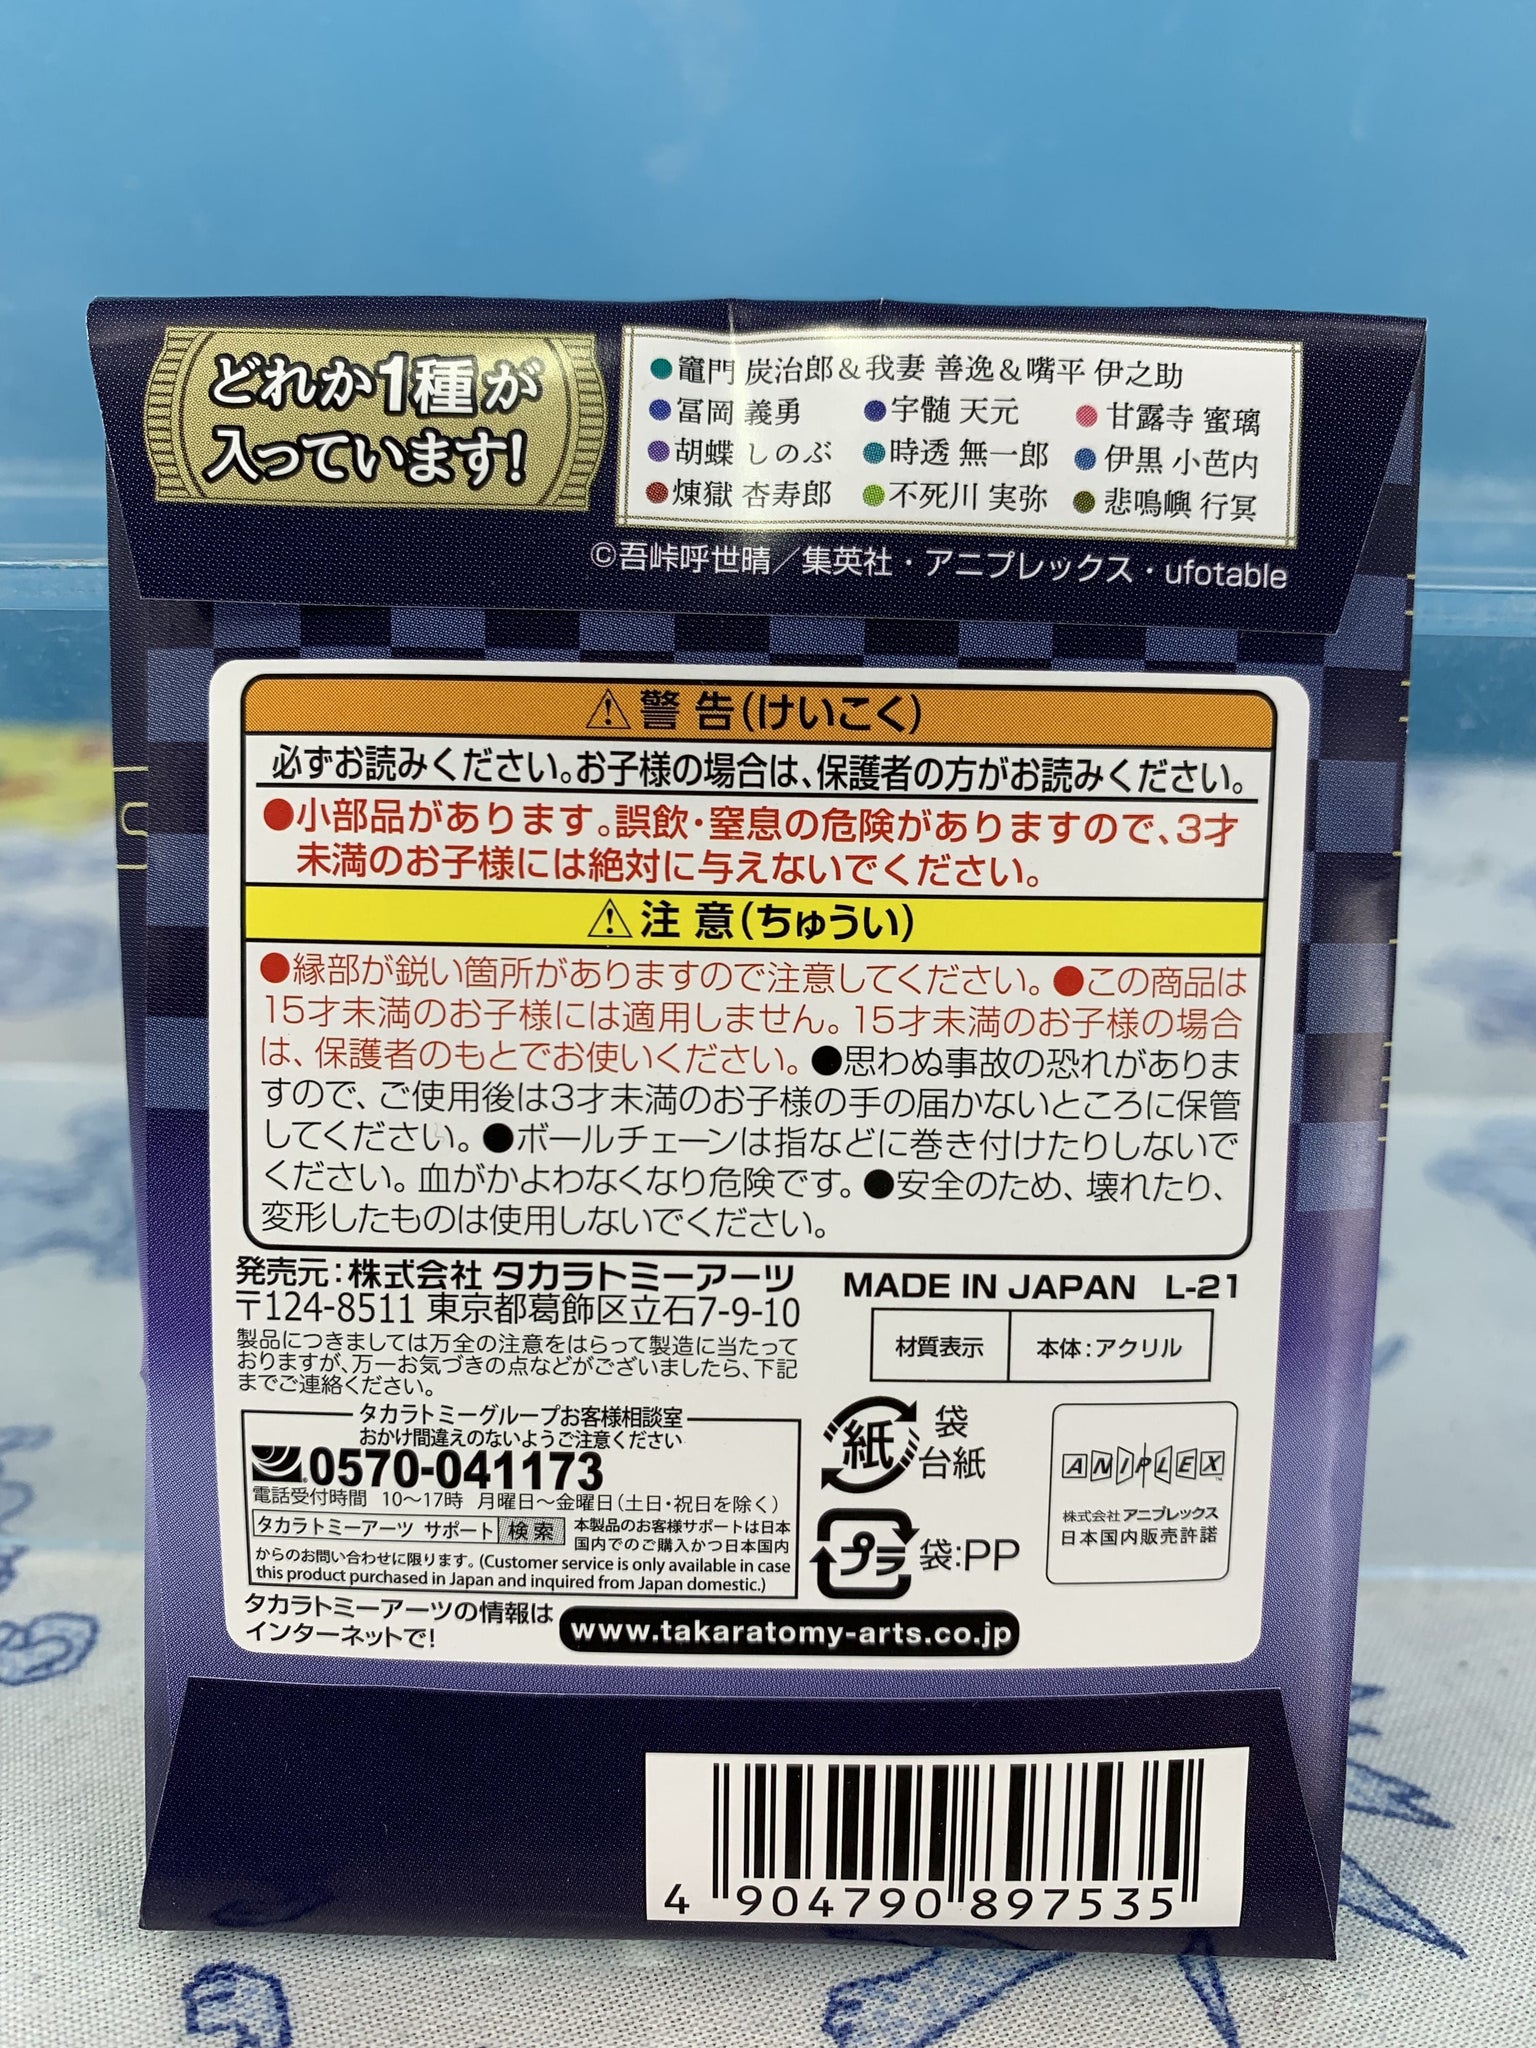 どれか1種が
入っています!
●竈門 炭治郎&我妻 善逸&嘴平 伊之助
●冨岡 義勇 ●宇髄 天元 ●甘露寺 蜜璃
●胡蝶 しのぶ ●時透 無一郎 ●伊黒 小芭内
●煉獄 杏寿郎 ●不死川 実弥 ●悲鳴嶼 行冥
©吾峠呼世晴／集英社・アニプレックス・ufotable
⚠警告(けいこく)
必ずお読みください。お子様の場合は、保護者の方がお読みください。
●小部品があります。誤飲・窒息の危険がありますので、3才
未満のお子様には絶対に与えないでください。
⚠注意(ちゅうい)
●縁部が鋭い箇所がありますので注意してください。●この商品は
15才未満のお子様には適用しません。15才未満のお子様の場合
は、保護者のもとでお使いください。●思わぬ事故の恐れがありま
すので、ご使用後は3才未満のお子様の手の届かないところに保管
してください。●ボールチェーンは指などに巻き付けたりしないで
ください。血がかよわなくなり危険です。●安全のため、壊れたり、
変形したものは使用しないでください。
発売元:株式会社 タカラトミーアーツ
〒124-8511 東京都葛飾区立石7-9-10
製品につきましては万全の注意をはらって製造に当たって
おりますが、万一お気づきの点などがございましたら、下記
までご連絡ください。
MADE IN JAPAN L-21
材質表示 本体:アクリル
タカラトミーグループお客様相談室
おかけ間違えのないようご注意ください
0570-041173
電話受付時間 10〜17時 月曜日〜金曜日(土日・祝日を除く)
タカラトミーアーツ サポート 検索
本製品のお客様サポートは日本
国内でのご購入かつ日本国内
からのお問い合わせに限ります。(Customer service is only available in case
this product purchased in Japan and inquired from Japan domestic.)
紙 袋
台紙
プラ 袋:PP
ANIPLEX
株式会社 アニプレックス
日本国内販売許諾
タカラトミーアーツの情報は
インターネットで!
www.takaratomy-arts.co.jp
4 904790 897535